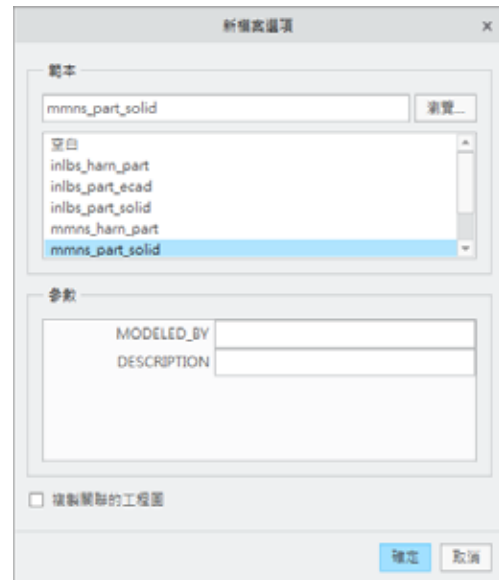 新檔案選項
範本
mmns_part_solid
瀏覽...
空白
inlbs_harn_part
inlbs_part_ecad
inlbs_part_solid
mmns_harn_part
mmns_part_solid
參數
MODELED_BY
DESCRIPTION
複製關聯的工程圖
確定 取消